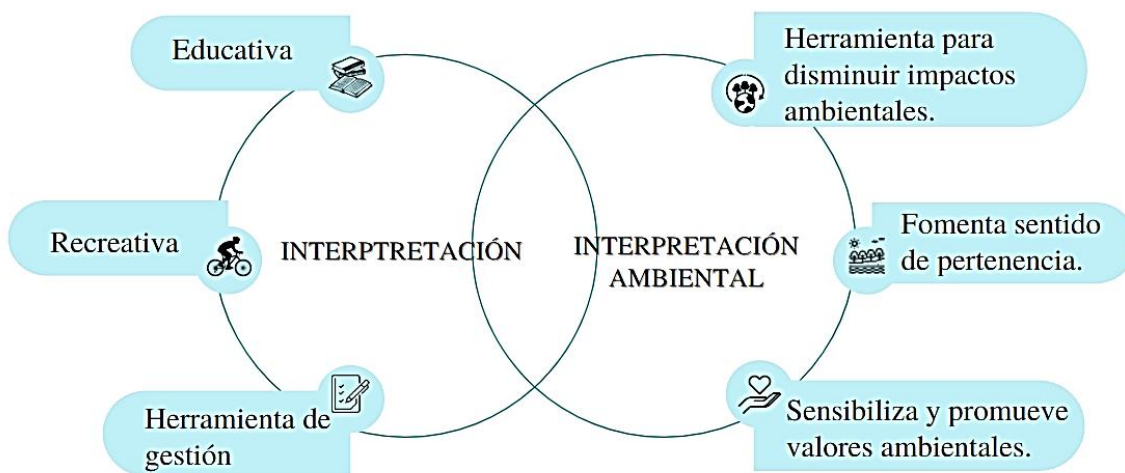 Educativa
Recreativa
Herramienta de
gestión
INTERPTRETACIÓN
INTERPRETACIÓN
AMBIENTAL
Herramienta para
disminuir impactos
ambientales.
Fomenta sentido
de pertenencia.
Sensibiliza y promueve
valores ambientales.